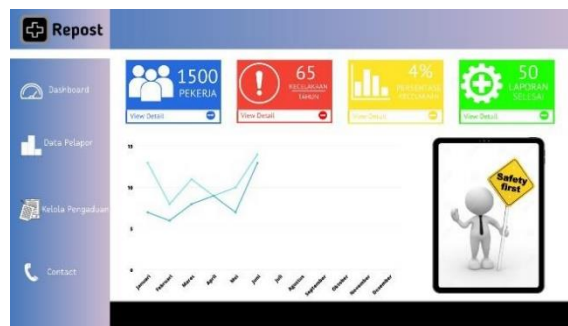 Repost
Dashboard
Data Pelapor
Kelola Pengaduan
Contact
1500
PEKERJA
View Detail
65
KECELAKAAN
TAHUN
View Detail
4%
View Detail
50
LAPORAN
SELESAI
View Detail
15
10
5
0
Januari
Februari
Maret
April
Mei
Juni
Juli
Agustus
September
Oktober
November
Desember
Safety
first